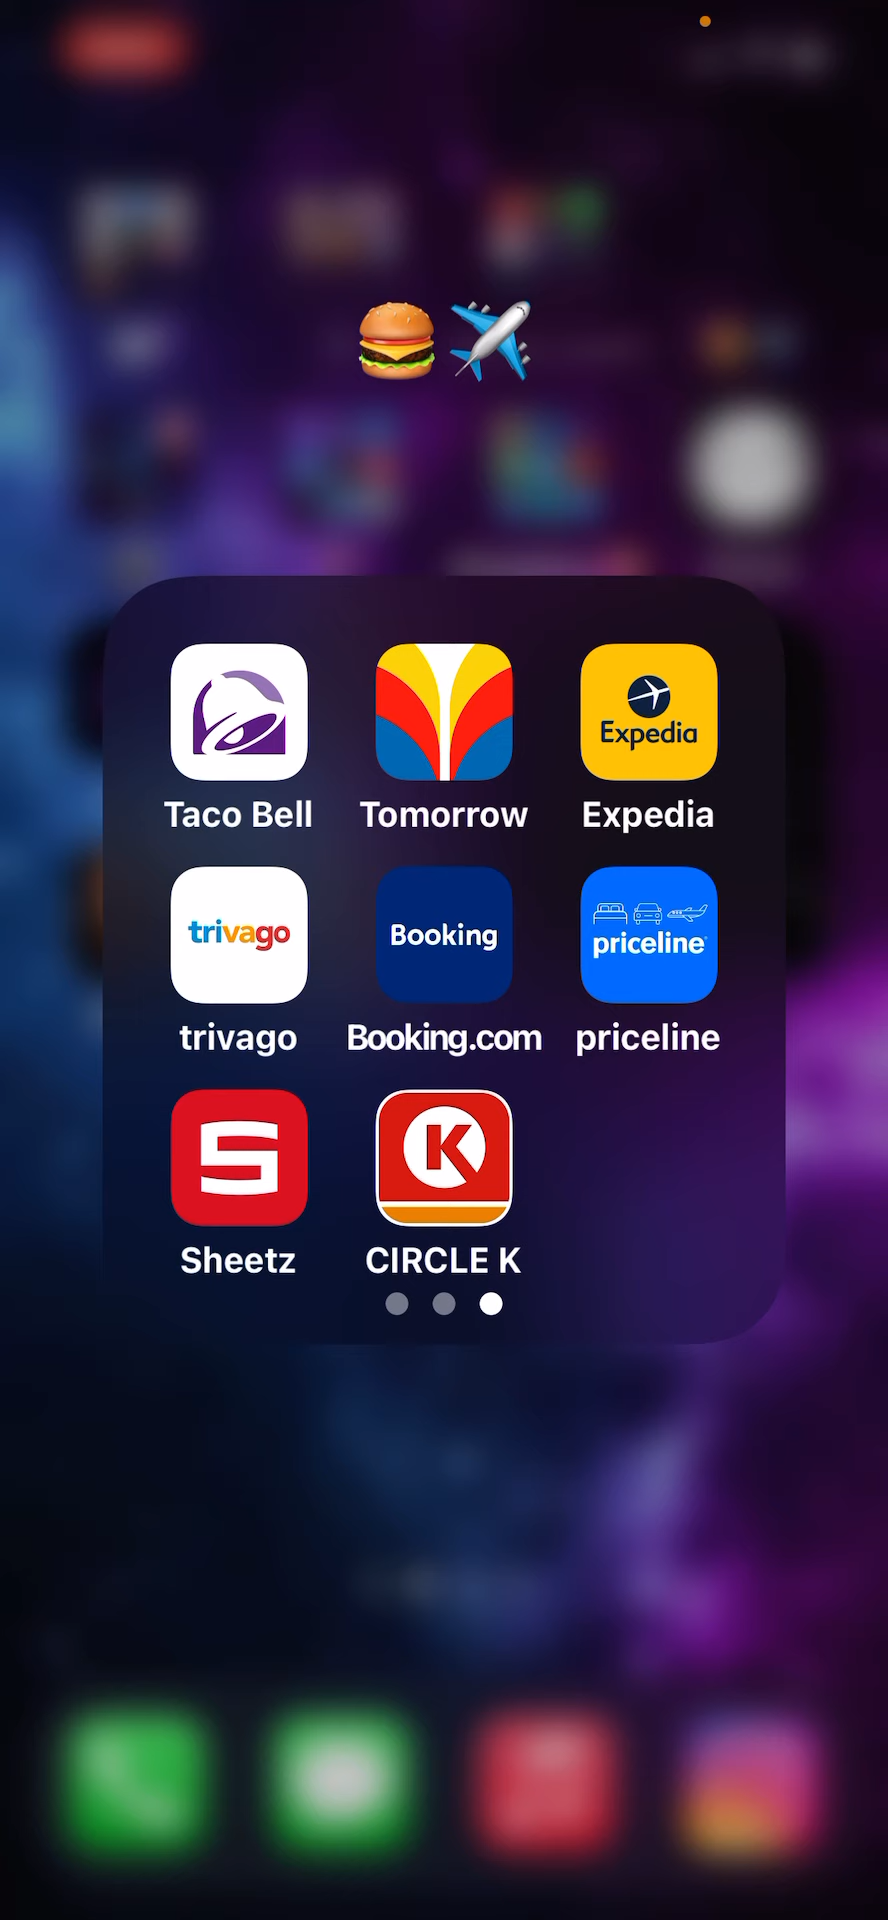 🍔✈️
Expedia
Taco Bell
Tomorrow
Expedia
trivago
Booking
priceline
trivago
Booking.com
priceline
S
K
Sheetz
CIRCLE K